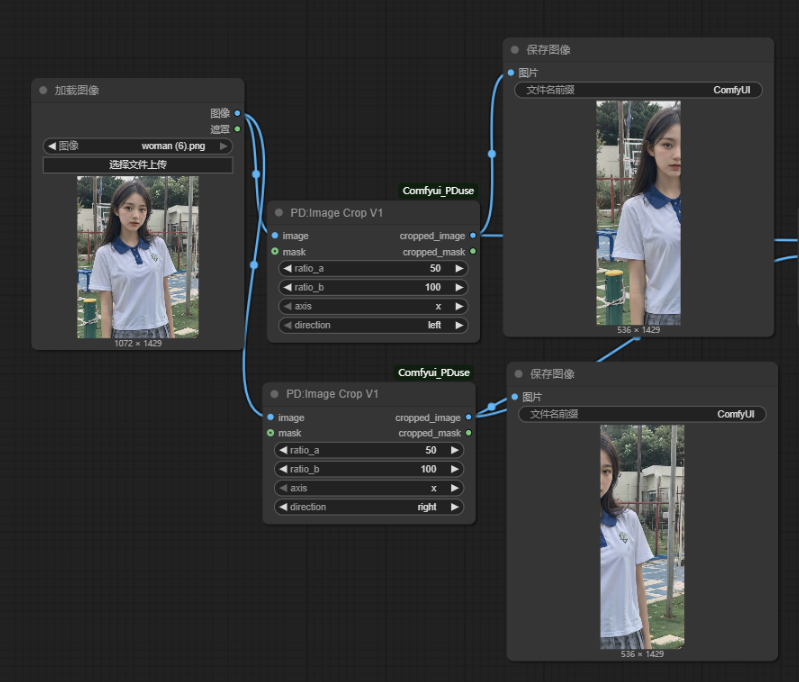 加载图像
图像
遮罩
图像 woman (6).png
选择文件上传
1072 × 1429
Comfyui_PDuse
PD:Image Crop V1
image cropped_image
mask cropped_mask
ratio_a 50
ratio_b 100
axis x
direction left
Comfyui_PDuse
PD:Image Crop V1
image cropped_image
mask cropped_mask
ratio_a 50
ratio_b 100
axis x
direction right
保存图像
图片
文件名前缀 ComfyUI
536 × 1429
保存图像
图片
文件名前缀 ComfyUI
536 × 1429